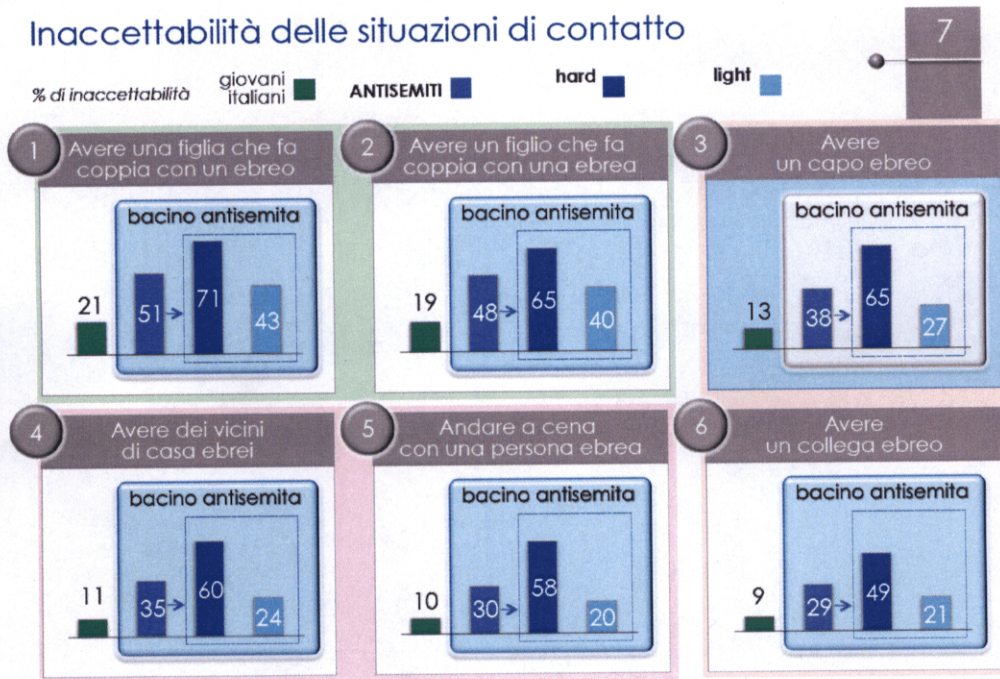 Inaccettabilità delle situazioni di contatto
7
% di inaccettabilità
giovani
italiani
ANTISEMITI
hard
light
1
Avere una figlia che fa
coppia con un ebreo
bacino antisemita
21
51
71
43
2
Avere un figlio che fa
coppia con una ebrea
bacino antisemita
19
48
65
40
3
Avere
un capo ebreo
bacino antisemita
13
38
65
27
4
Avere dei vicini
di casa ebrei
bacino antisemita
11
35
60
24
5
Andare a cena
con una persona ebrea
bacino antisemita
10
30
58
20
6
Avere
un collega ebreo
bacino antisemita
9
29
49
21